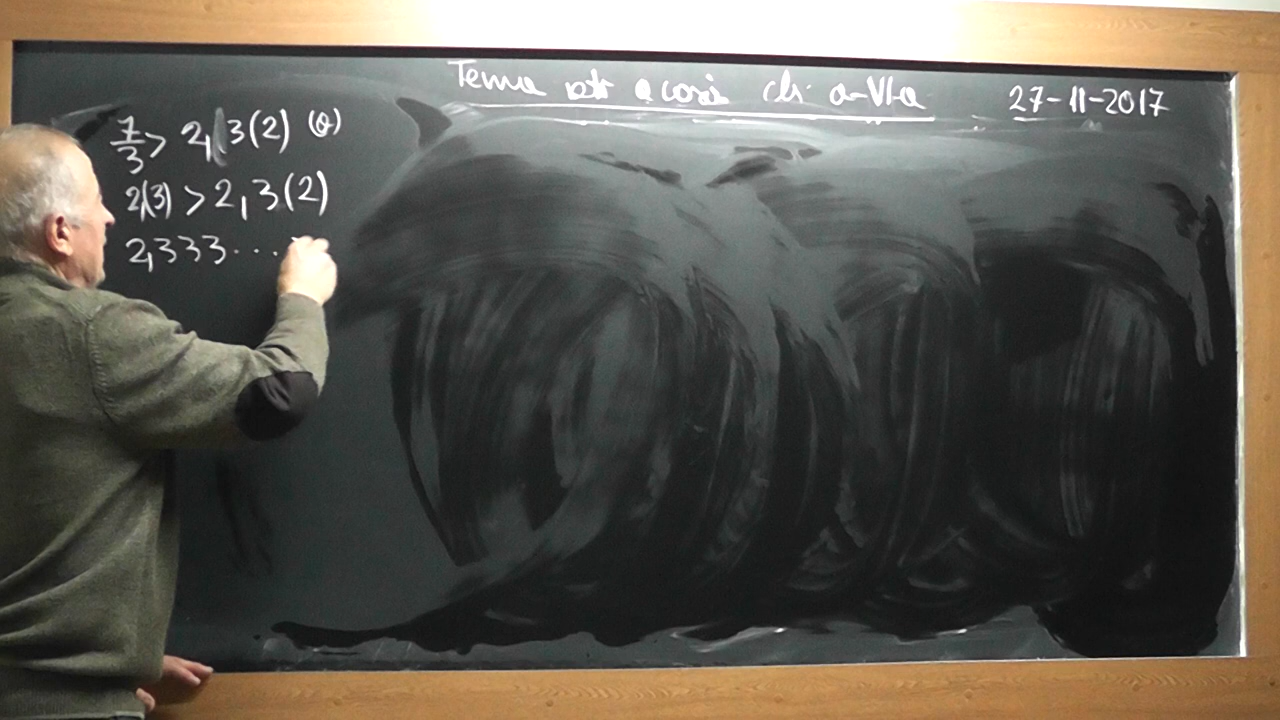 Tema ptr acasă cls a-VI-a
27-11-2017
7/3 > 2,3(2) (A)
2,(3) > 2,3(2)
2,333....